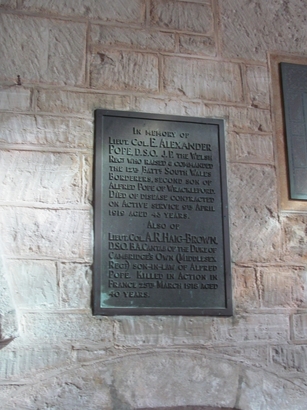 IN MEMORY OF
LIEUT. COL. E. ALEXANDER
POPE, D.S.O., J.P. THE WELSH
REGT WHO RAISED & COMMANDED
THE 12TH BATTN SOUTH WALES
BORDERERS, SECOND SON OF
ALFRED POPE OF WRACKLEFORD.
DIED OF DISEASE CONTRACTED
ON ACTIVE SERVICE 9TH APRIL
1919 AGED 43 YEARS.
ALSO OF
LIEUT. COL. A.R. HAIG-BROWN,
D.S.O. B.A. CANTAB OF THE DUKE OF
CAMBRIDGE'S OWN (MIDDLESEX
REGT) SON-IN-LAW OF ALFRED
POPE. KILLED IN ACTION IN
FRANCE 25TH MARCH 1918 AGED
40 YEARS.